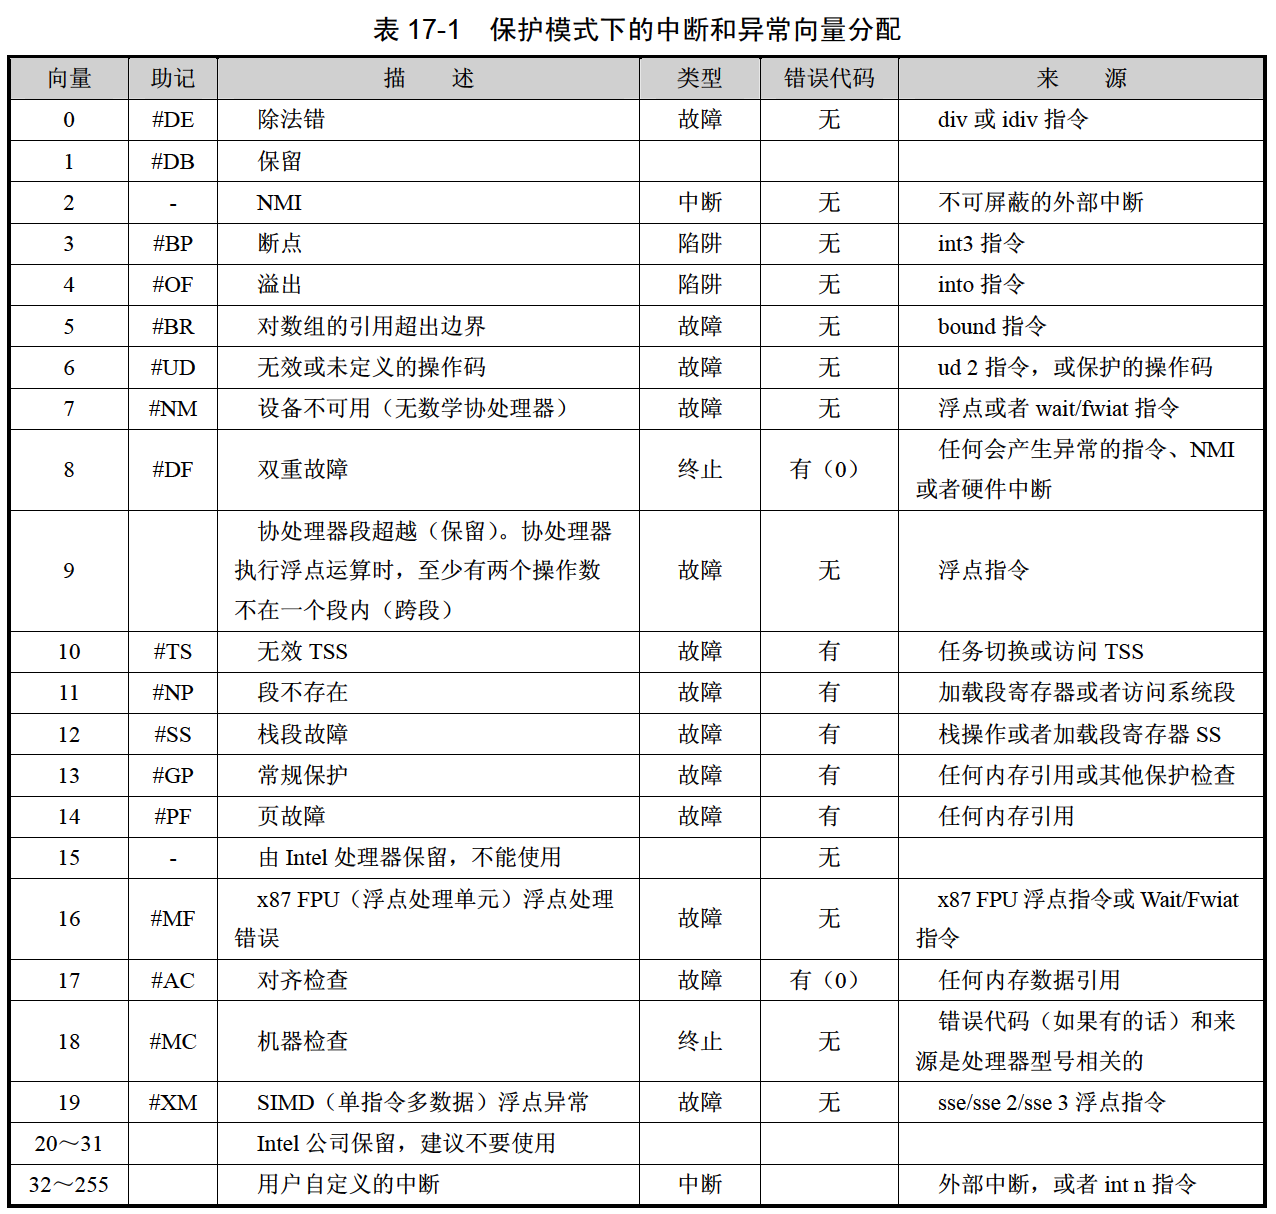 表 17-1 保护模式下的中断和异常向量分配
向量 助记 描 述 类型 错误代码 来 源
0 #DE 除法错 故障 无 div 或 idiv 指令
1 #DB 保留
2 - NMI 中断 无 不可屏蔽的外部中断
3 #BP 断点 陷阱 无 int3 指令
4 #OF 溢出 陷阱 无 into 指令
5 #BR 对数组的引用超出边界 故障 无 bound 指令
6 #UD 无效或未定义的操作码 故障 无 ud 2 指令，或保护的操作码
7 #NM 设备不可用（无数学协处理器） 故障 无 浮点或者 wait/fwiat 指令
8 #DF 双重故障 终止 有（0） 任何会产生异常的指令、NMI
或者硬件中断
协处理器段超越（保留）。协处理器
9 执行浮点运算时，至少有两个操作数 故障 无 浮点指令
不在一个段内（跨段）
10 #TS 无效 TSS 故障 有 任务切换或访问 TSS
11 #NP 段不存在 故障 有 加载段寄存器或者访问系统段
12 #SS 栈段故障 故障 有 栈操作或者加载段寄存器 SS
13 #GP 常规保护 故障 有 任何内存引用或其他保护检查
14 #PF 页故障 故障 有 任何内存引用
15 - 由 Intel 处理器保留，不能使用 无
16 #MF x87 FPU（浮点处理单元）浮点处理 故障 无 x87 FPU 浮点指令或 Wait/Fwiat
错误 指令
17 #AC 对齐检查 故障 有（0） 任何内存数据引用
18 #MC 机器检查 终止 无 错误代码（如果有的话）和来
源是处理器型号相关的
19 #XM SIMD（单指令多数据）浮点异常 故障 无 sse/sse 2/sse 3 浮点指令
20～31 Intel 公司保留，建议不要使用
32～255 用户自定义的中断 中断 外部中断，或者 int n 指令